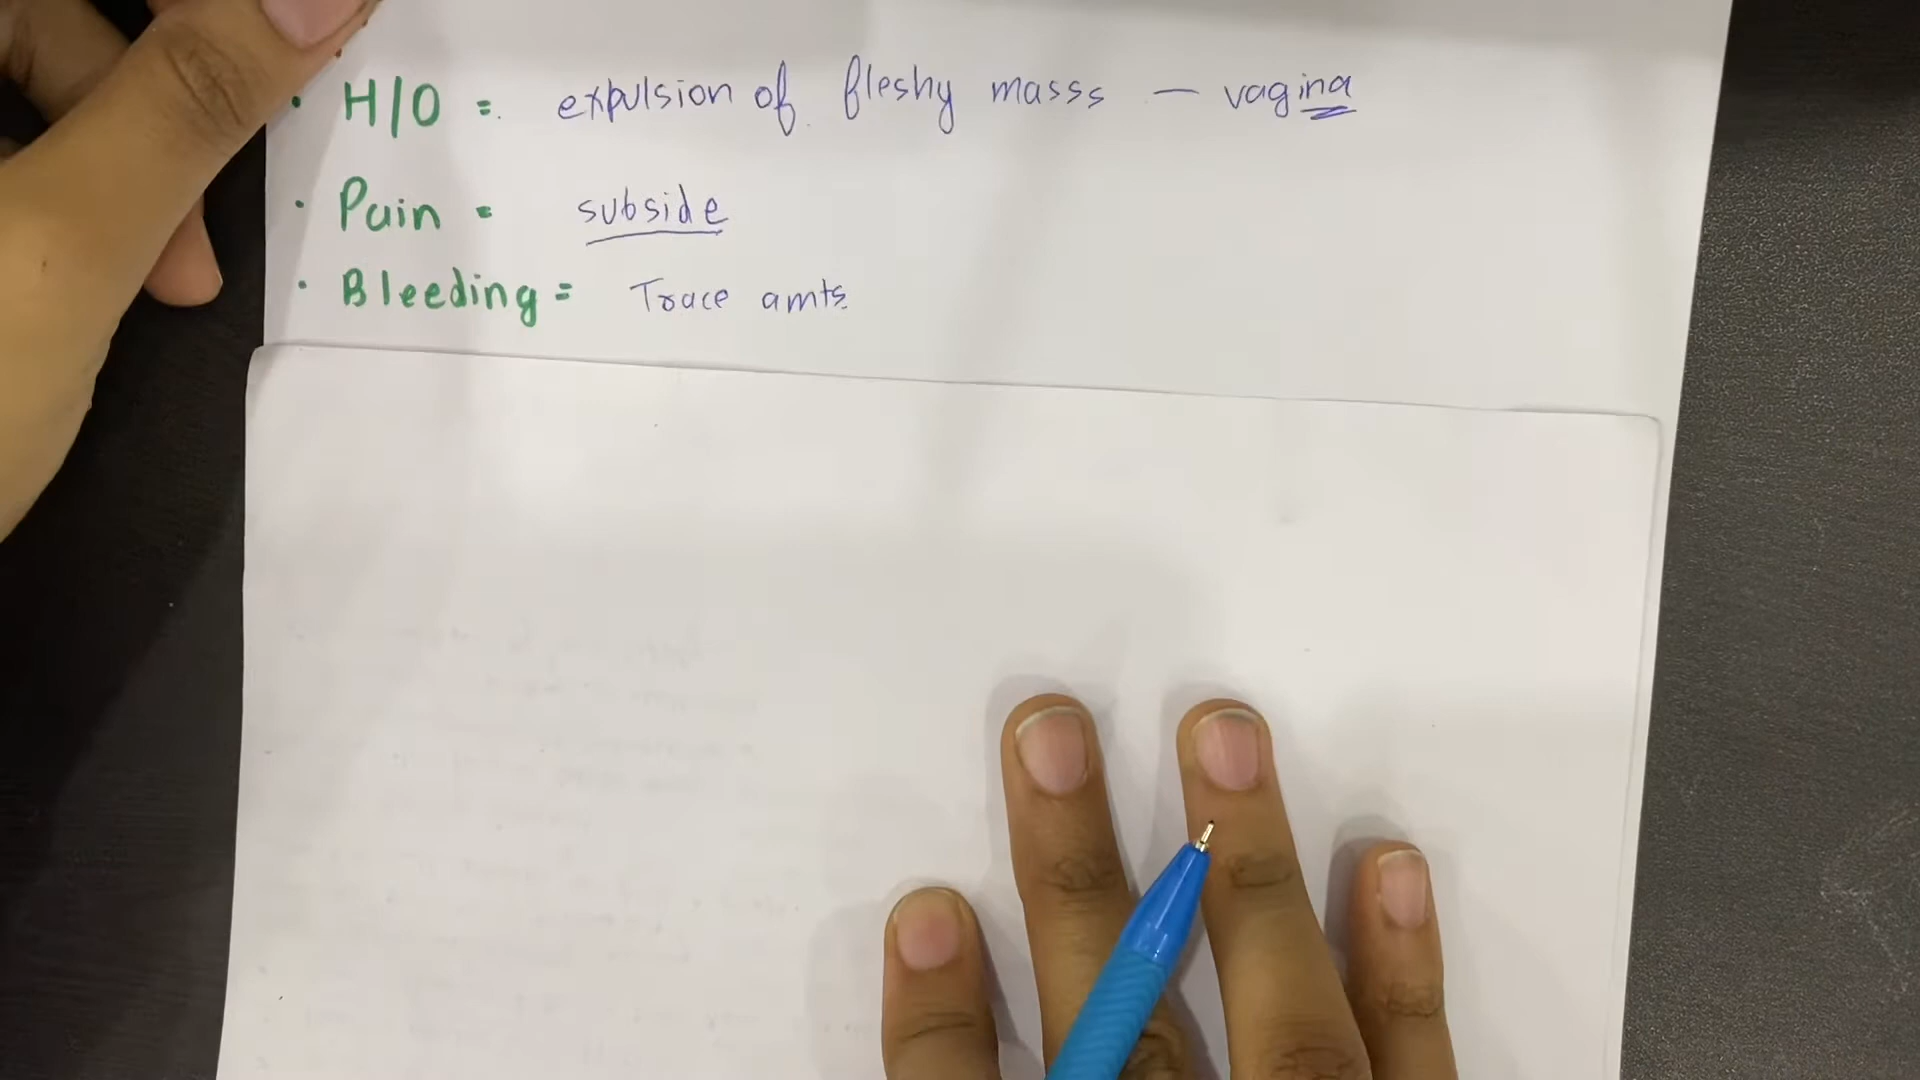 • H/O = expulsion of fleshy masss — vagina
• Pain = subside
• Bleeding = Trace amts.